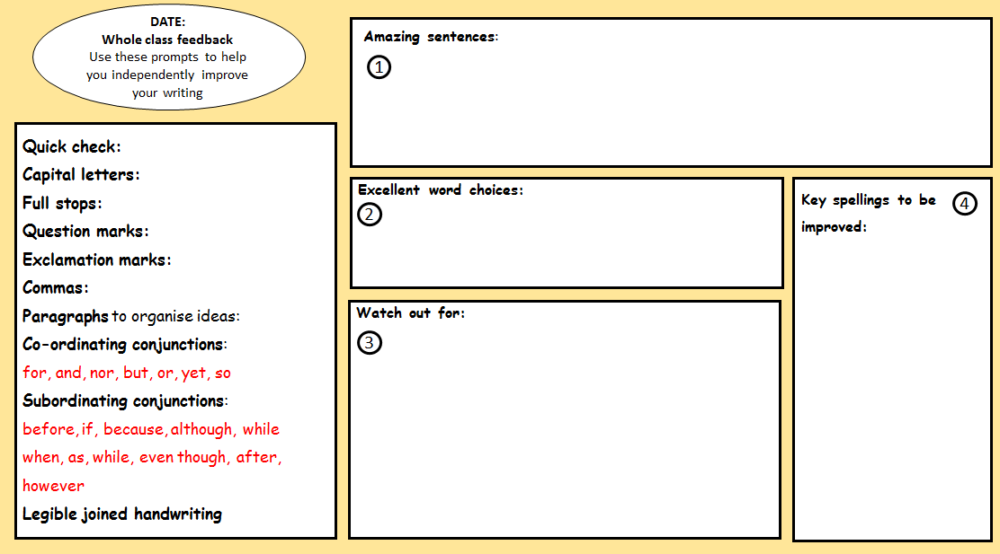 DATE:
Whole class feedback
Use these prompts to help
you independently improve
your writing
Quick check:
Capital letters:
Full stops:
Question marks:
Exclamation marks:
Commas:
Paragraphs to organise ideas:
Co-ordinating conjunctions:
for, and, nor, but, or, yet, so
Subordinating conjunctions:
before, if, because, although, while
when, as, while, even though, after,
however
Legible joined handwriting
Amazing sentences:
1
Excellent word choices:
2
Watch out for:
3
Key spellings to be 4
improved: